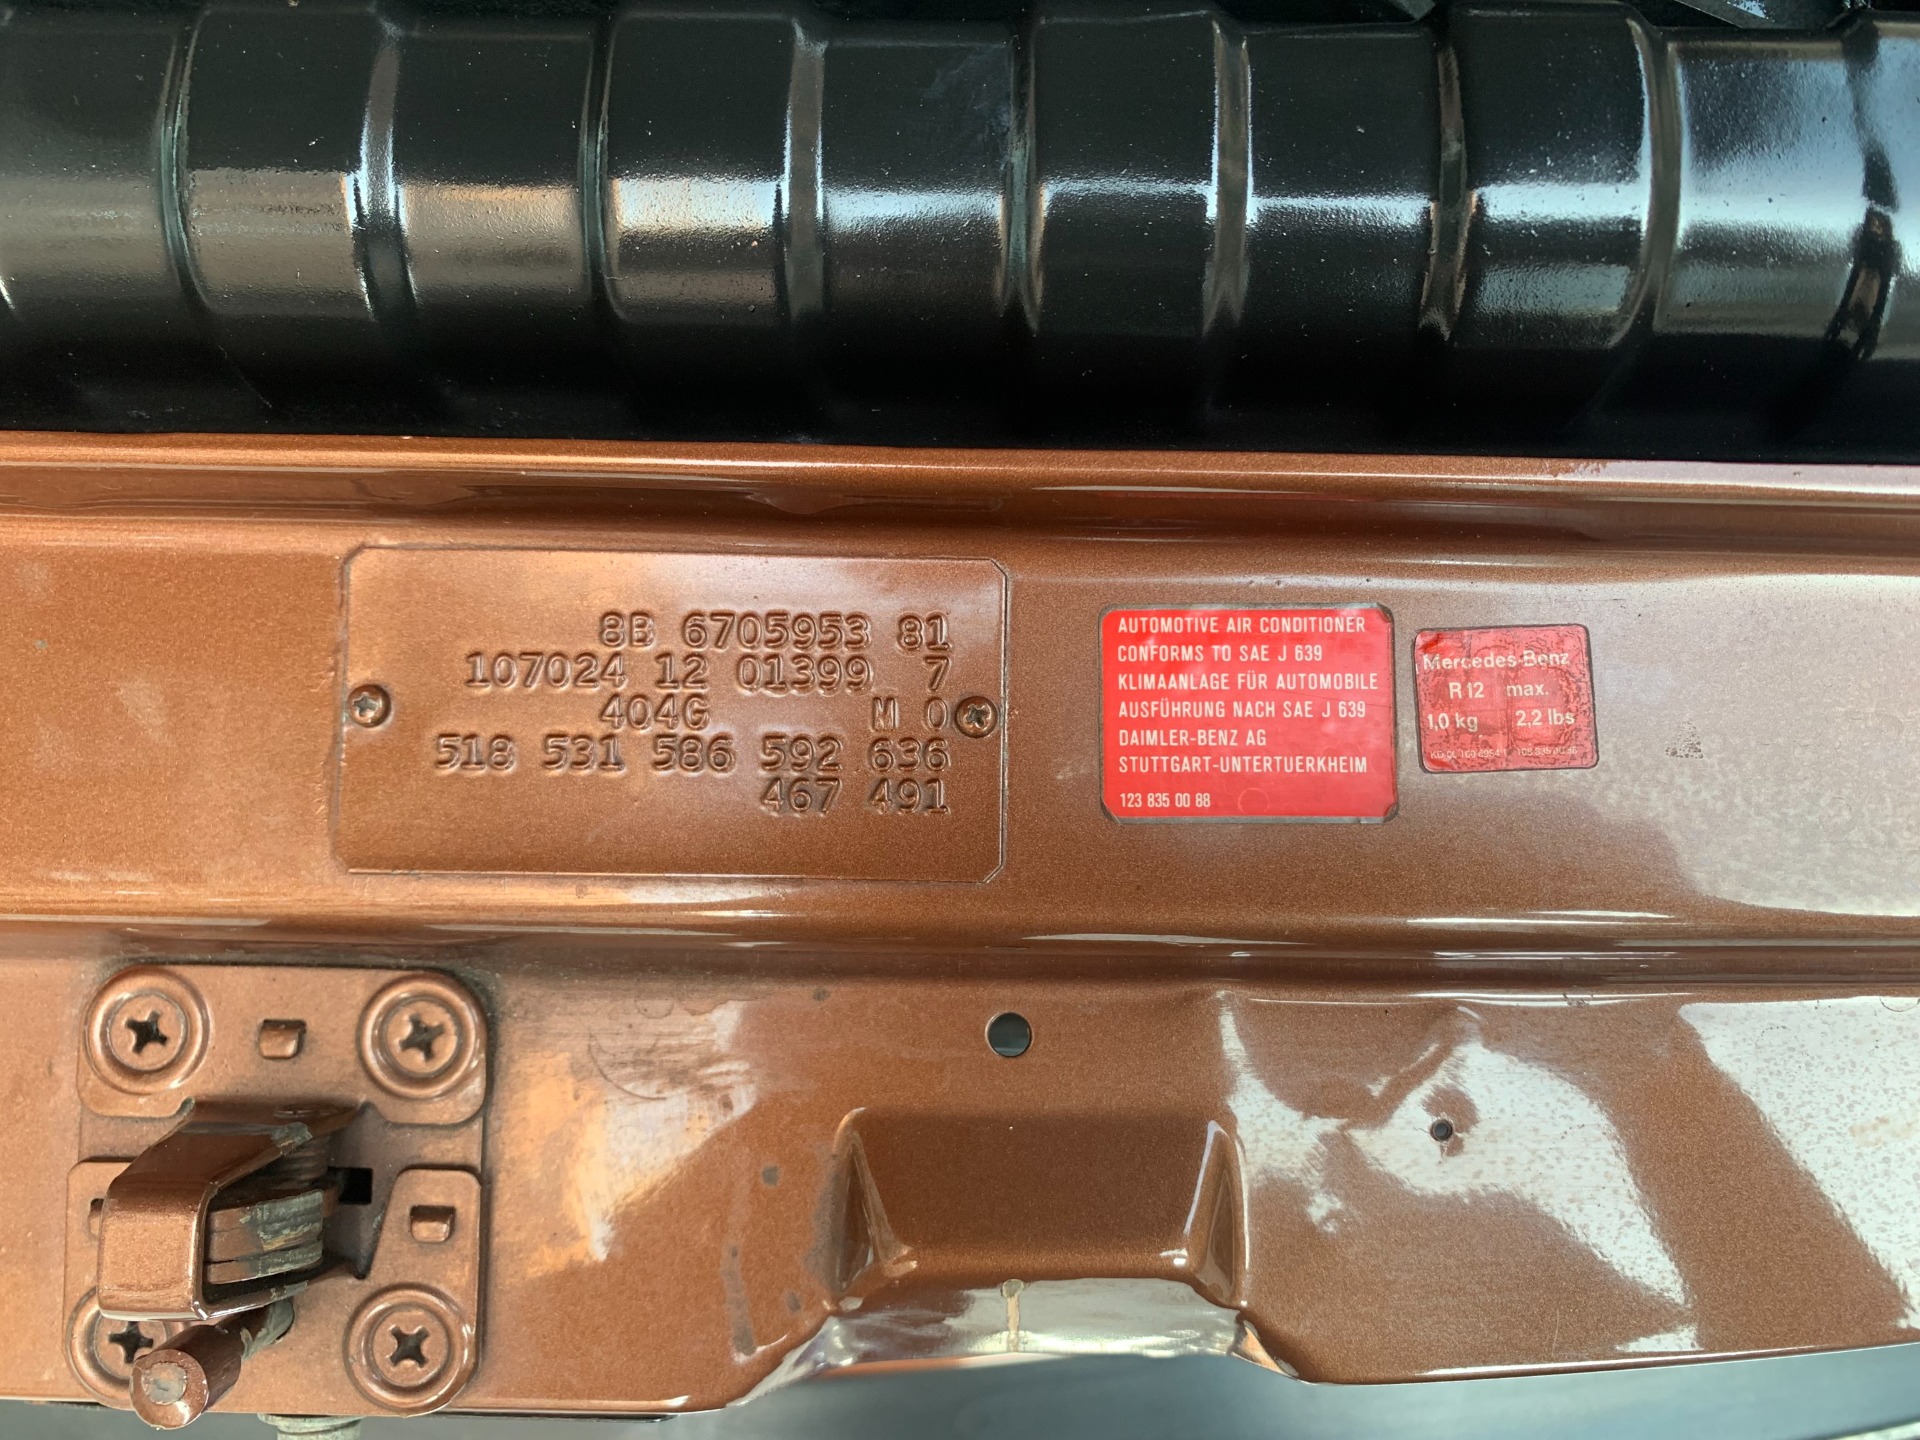 8B 6705953 81
107024 12 01399 7
404G M 0
518 531 586 592 636
467 491
AUTOMOTIVE AIR CONDITIONER
CONFORMS TO SAE J 639
KLIMAANLAGE FÜR AUTOMOBILE
AUSFÜHRUNG NACH SAE J 639
DAIMLER-BENZ AG
STUTTGART-UNTERTUERKHEIM
123 835 00 88
Mercedes-Benz
R 12 max.
1,0 kg 2,2 lbs